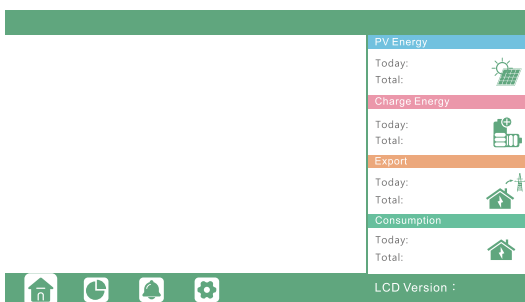 PV Energy
Today:
Total:
Charge Energy
Today:
Total:
Export
Today:
Total:
Consumption
Today:
Total:
LCD Version：